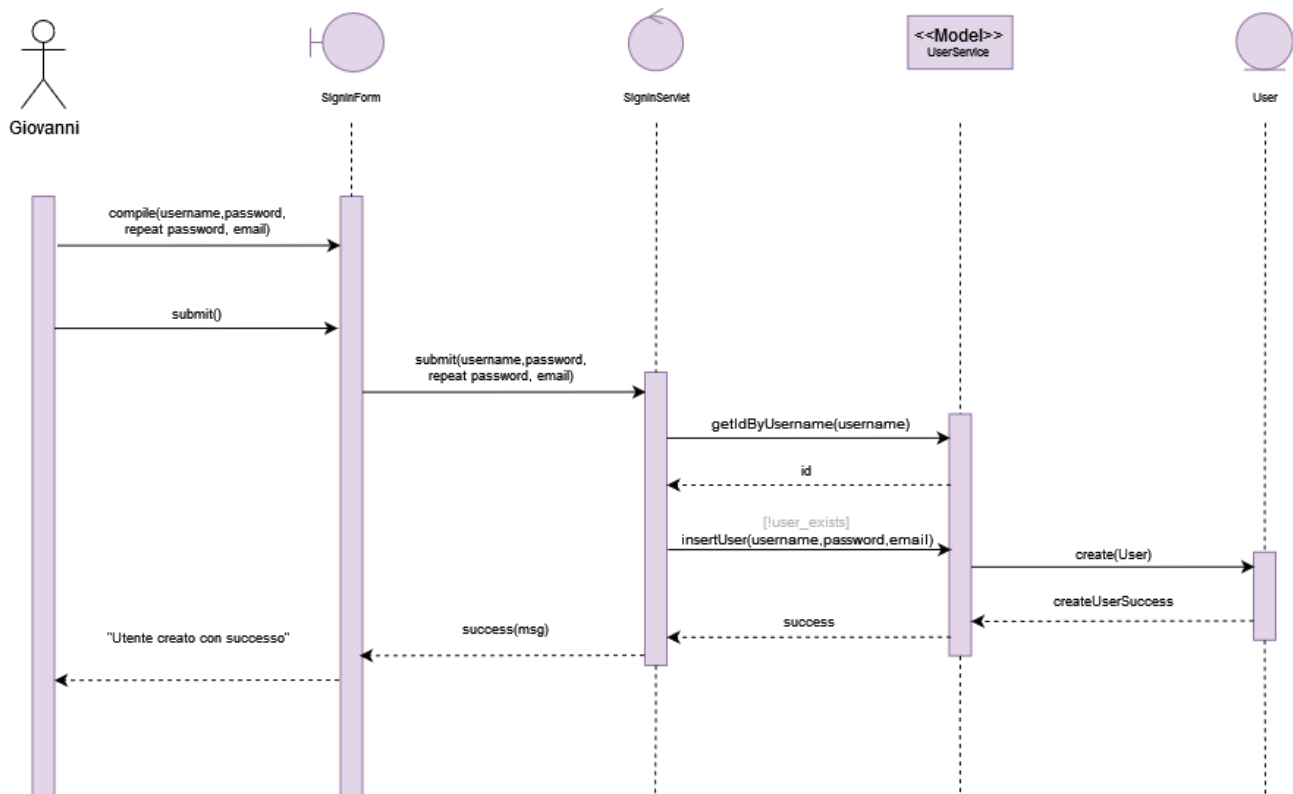 <<Model>>
UserService
SignInForm
SignInServlet
User
Giovanni
compile(username,password,
repeat password, email)
submit()
submit(username,password,
repeat password, email)
getIdByUsername(username)
id
[!user_exists]
insertUser(username,password,email)
create(User)
createUserSuccess
success
success(msg)
"Utente creato con successo"